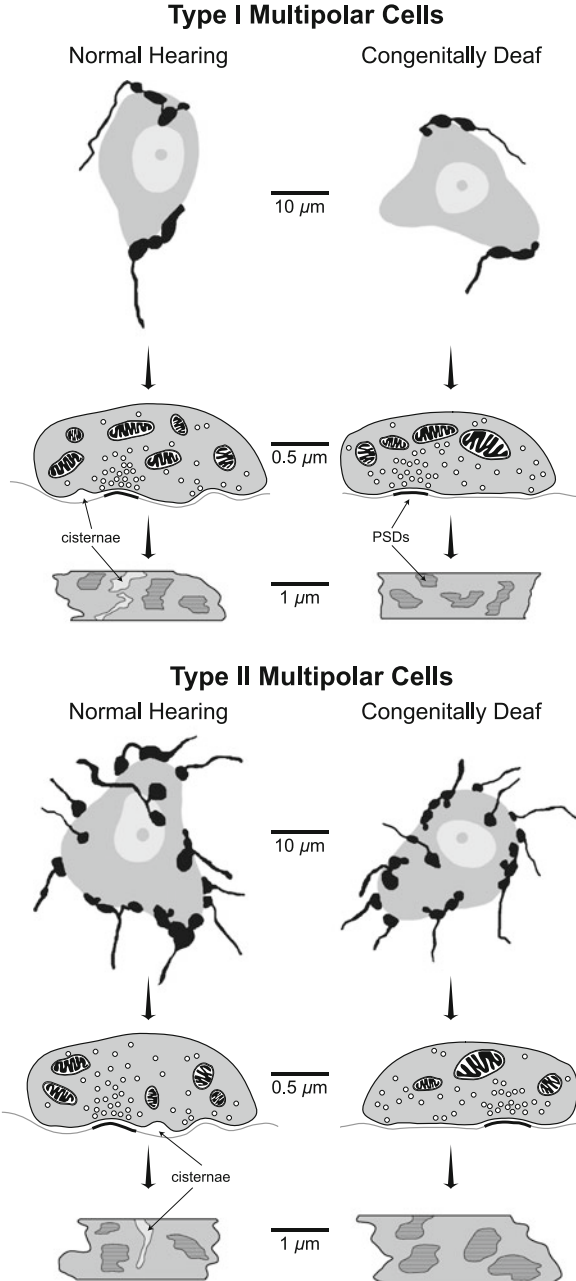 Type I Multipolar Cells
Normal Hearing
Congenitally Deaf
10 µm
0.5 µm
cisternae
PSDs
1 µm
Type II Multipolar Cells
Normal Hearing
Congenitally Deaf
10 µm
0.5 µm
cisternae
1 µm